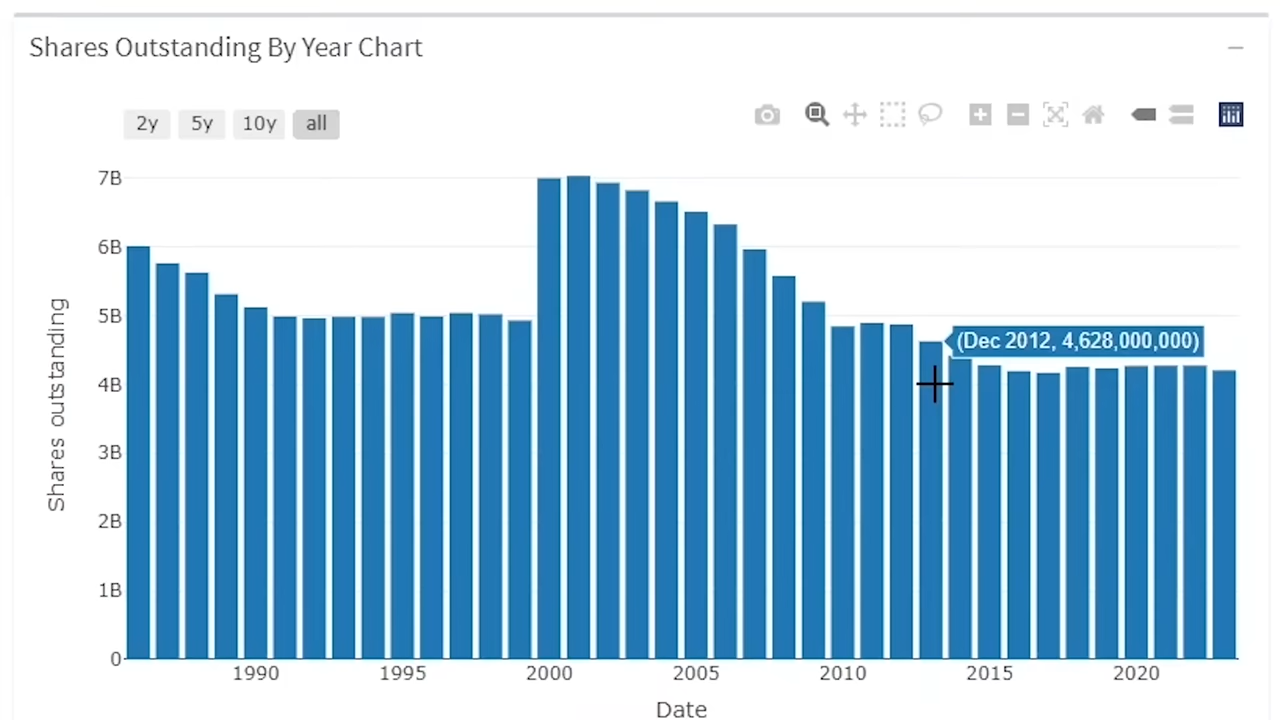 Shares Outstanding By Year Chart
2y 5y 10y all
7B
6B
5B
4B
3B
2B
1B
0
Shares outstanding
(Dec 2012, 4,628,000,000)
1990 1995 2000 2005 2010 2015 2020
Date